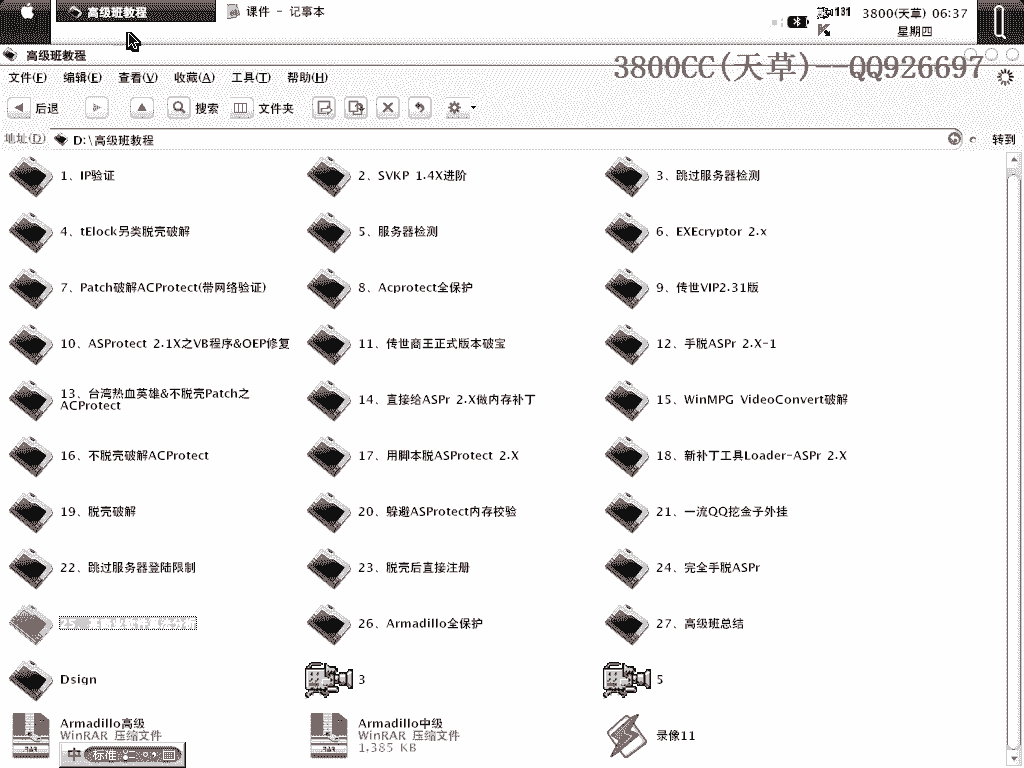 高级班教程
课件 - 记事本
131
3800(天草) 06:37
星期四
高级班教程
3800CC(天草)--QQ926697
文件(F) 编辑(E) 查看(V) 收藏(A) 工具(T) 帮助(H)
后退 搜索 文件夹
地址(D) D:\高级班教程 转到
1、IP验证
2、SVKP 1.4X进阶
3、跳过服务器检测
4、tElock另类脱壳破解
5、服务器检测
6、EXEcryptor 2.x
7、Patch破解ACProtect(带网络验证)
8、Acprotect全保护
9、传世VIP2.31版
10、ASProtect 2.1X之VB程序&OEP修复
11、传世商王正式版本破宝
12、手脱ASPr 2.X-1
13、台湾热血英雄&不脱壳Patch之
ACProtect
14、直接给ASPr 2.X做内存补丁
15、WinMPG VideoConvert破解
16、不脱壳破解ACProtect
17、用脚本脱ASProtect 2.X
18、新补丁工具Loader-ASPr 2.X
19、脱壳破解
20、躲避ASProtect内存校验
21、一流QQ挖金子外挂
22、跳过服务器登陆限制
23、脱壳后直接注册
24、完全手脱ASPr
26、Armadillo全保护
27、高级班总结
Dsign
3
5
Armadillo高级
WinRAR 压缩文件
Armadillo中级
WinRAR 压缩文件
1,385 KB
录像11
中 标准